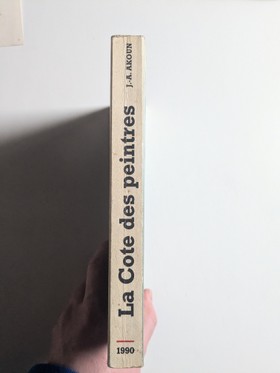 J.-A. AKOUN
La Cote des peintres
1990